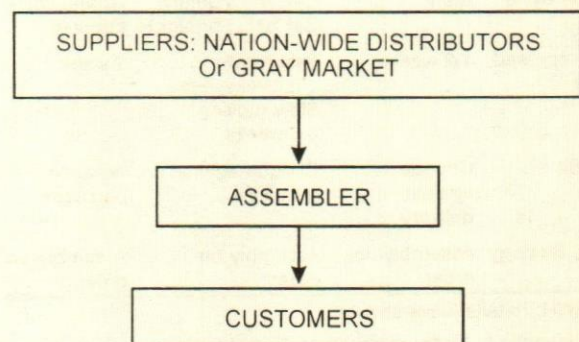 SUPPLIERS: NATION-WIDE DISTRIBUTORS
Or GRAY MARKET
ASSEMBLER
CUSTOMERS